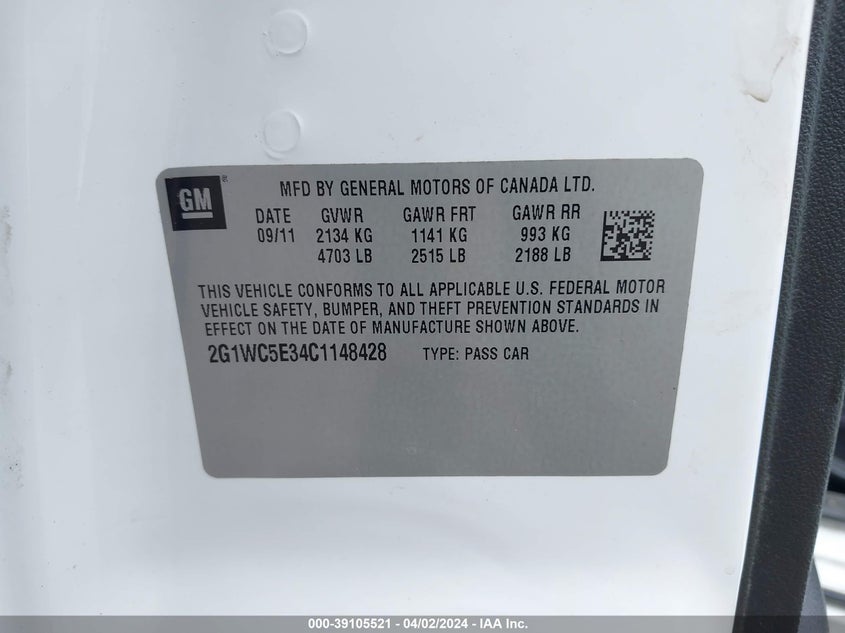 GM
MFD BY GENERAL MOTORS OF CANADA LTD.
DATE GVWR GAWR FRT GAWR RR
09/11 2134 KG 1141 KG 993 KG
4703 LB 2515 LB 2188 LB
THIS VEHICLE CONFORMS TO ALL APPLICABLE U.S. FEDERAL MOTOR
VEHICLE SAFETY, BUMPER, AND THEFT PREVENTION STANDARDS IN
EFFECT ON THE DATE OF MANUFACTURE SHOWN ABOVE.
2G1WC5E34C1148428 TYPE: PASS CAR
000-39105521 - 04/02/2024 - IAA Inc.